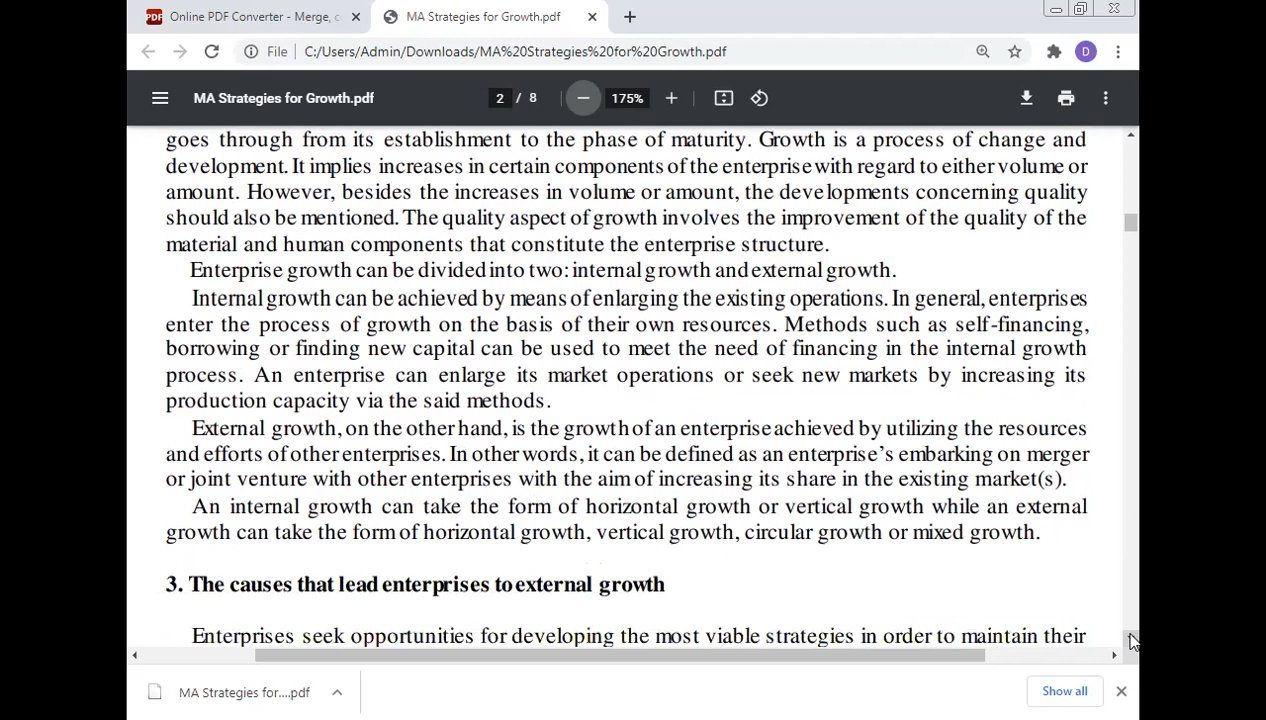 Online PDF Converter - Merge, c
MA Strategies for Growth.pdf
File
C:/Users/Admin/Downloads/MA%20Strategies%20for%20Growth.pdf
D
MA Strategies for Growth.pdf
2 / 8
175%
goes through from its establishment to the phase of maturity. Growth is a process of change and
development. It implies increases in certain components of the enterprise with regard to either volume or
amount. However, besides the increases in volume or amount, the developments concerning quality
should also be mentioned. The quality aspect of growth involves the improvement of the quality of the
material and human components that constitute the enterprise structure.
Enterprise growth can be divided into two: internal growth and external growth.
Internal growth can be achieved by means of enlarging the existing operations. In general, enterprises
enter the process of growth on the basis of their own resources. Methods such as self-financing,
borrowing or finding new capital can be used to meet the need of financing in the internal growth
process. An enterprise can enlarge its market operations or seek new markets by increasing its
production capacity via the said methods.
External growth, on the other hand, is the growth of an enterprise achieved by utilizing the resources
and efforts of other enterprises. In other words, it can be defined as an enterprise's embarking on merger
or joint venture with other enterprises with the aim of increasing its share in the existing market(s).
An internal growth can take the form of horizontal growth or vertical growth while an external
growth can take the form of horizontal growth, vertical growth, circular growth or mixed growth.
3. The causes that lead enterprises to external growth
Enterprises seek opportunities for developing the most viable strategies in order to maintain their
MA Strategies for....pdf
Show all